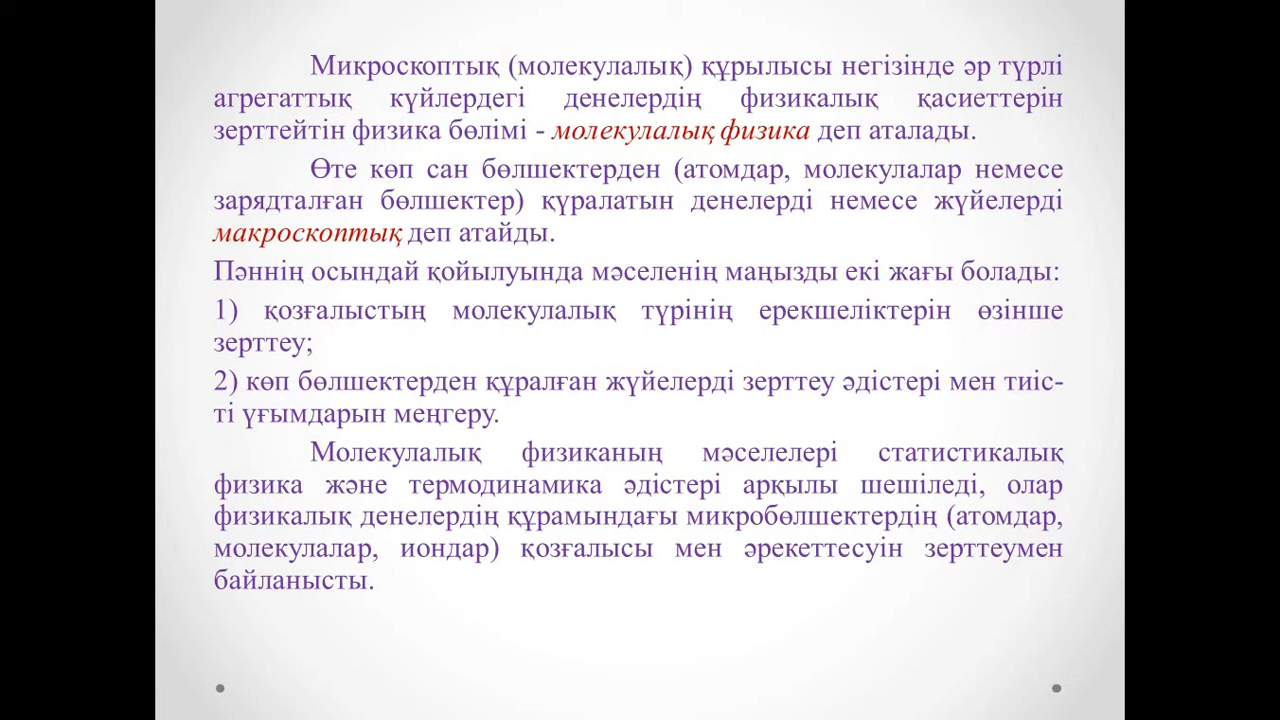 Микроскоптық (молекулалық) құрылысы негізінде әр түрлі
агрегаттық күйлердегі денелердің физикалық қасиеттерін
зерттейтін физика бөлімі - молекулалық физика деп аталады.
Өте көп сан бөлшектерден (атомдар, молекулалар немесе
зарядталған бөлшектер) құралатын денелерді немесе жүйелерді
макроскоптық деп атайды.
Пәннің осындай қойылуында мәселенің маңызды екі жағы болады:
1) қозғалыстың молекулалық түрінің ерекшеліктерін өзінше
зерттеу;
2) көп бөлшектерден құралған жүйелерді зерттеу әдістері мен тиіс-
ті ұғымдарын меңгеру.
Молекулалық физиканың мәселелері статистикалық
физика және термодинамика әдістері арқылы шешіледі, олар
физикалық денелердің құрамындағы микробөлшектердің (атомдар,
молекулалар, иондар) қозғалысы мен әрекеттесуін зерттеумен
байланысты.